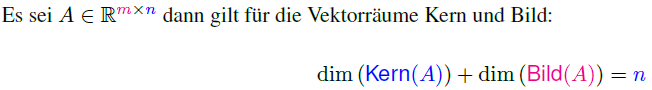 Es sei A ∈ ℝ^{m×n} dann gilt für die Vektorräume Kern und Bild:
dim (Kern(A)) + dim (Bild(A)) = n